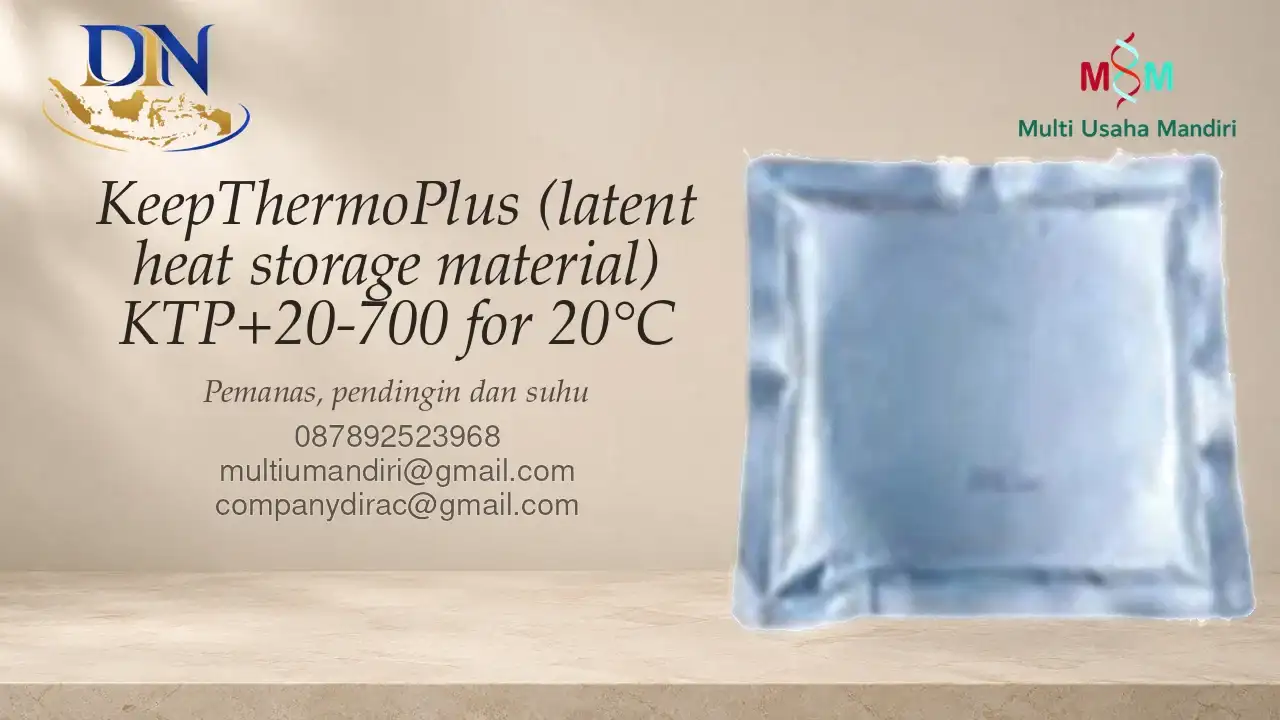 DIN
MSM
Multi Usaha Mandiri
KeepThermoPlus (latent
heat storage material)
KTP+20-700 for 20°C
Pemanas, pendingin dan suhu
087892523968
multiumandiri@gmail.com
companydirac@gmail.com